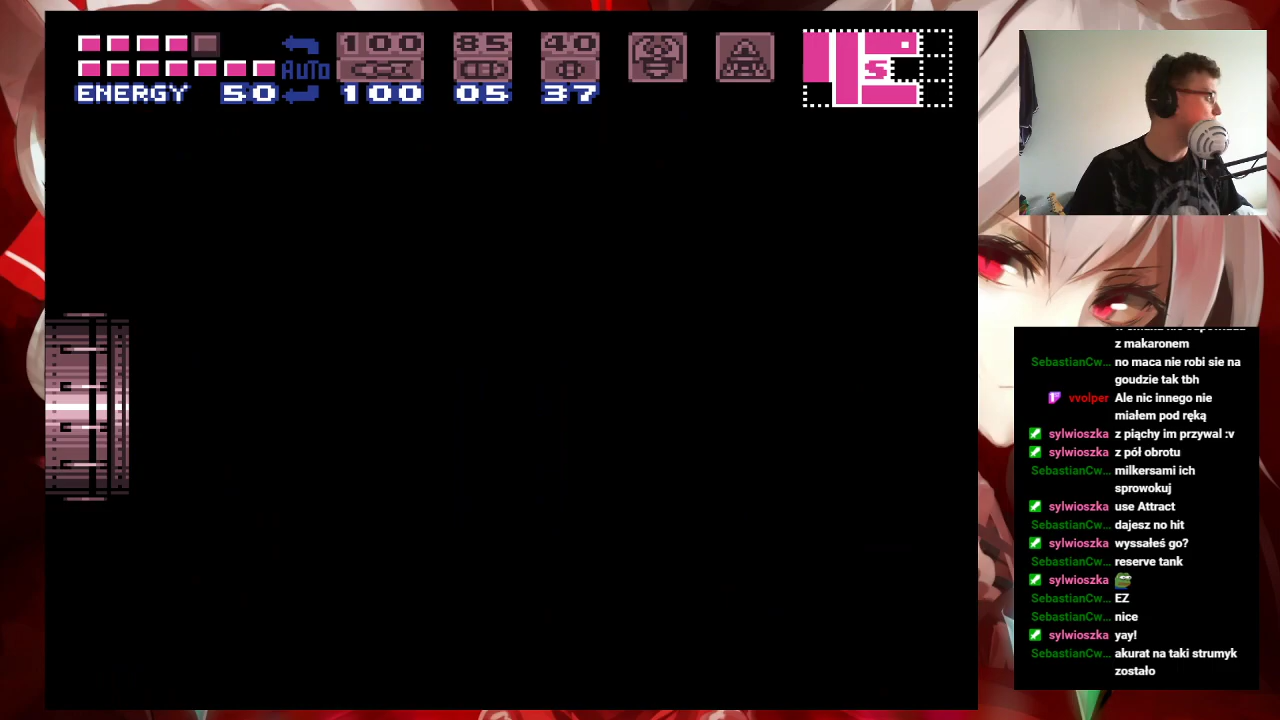 100 85 40
AUTO
ENERGY 50 100 05 37
S
z makaronem
SebastianCw... no maca nie robi sie na
goudzie tak tbh
vvolper Ale nic innego nie
miałem pod ręką
sylwioszka z piąchy im przywal :v
sylwioszka z pół obrotu
SebastianCw... milkersami ich
sprowokuj
sylwioszka use Attract
SebastianCw... dajesz no hit
sylwioszka wyssałeś go?
SebastianCw... reserve tank
sylwioszka
SebastianCw... EZ
SebastianCw... nice
sylwioszka yay!
SebastianCw... akurat na taki strumyk
zostało